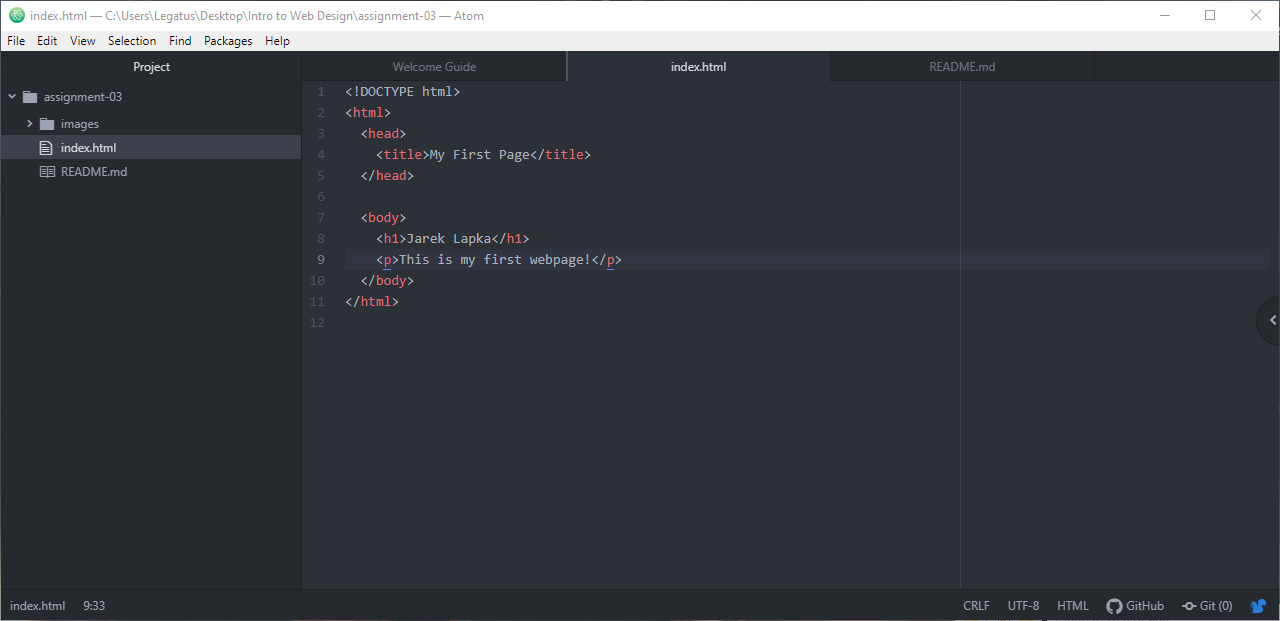 index.html — C:\Users\Legatus\Desktop\Intro to Web Design\assignment-03 — Atom
File Edit View Selection Find Packages Help
Project
assignment-03
images
index.html
README.md
Welcome Guide index.html README.md
1 <!DOCTYPE html>
2 <html>
3   <head>
4     <title>My First Page</title>
5   </head>
6
7   <body>
8     <h1>Jarek Lapka</h1>
9     <p>This is my first webpage!</p>
10   </body>
11 </html>
12
index.html 9:33 CRLF UTF-8 HTML GitHub Git (0)